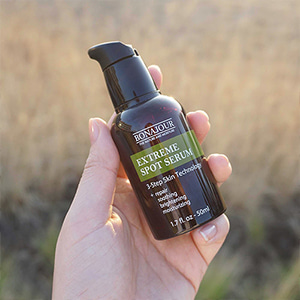 BONAJOUR
EXTREME
SPOT SERUM
3-Step Skin Technology
+ repair
soothing
brightening
moisturizing
1.7 fl.oz - 50ml